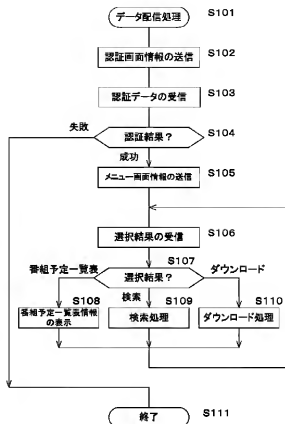 データ配信処理 S101
認証画面情報の送信 S102
認証データの受信 S103
失敗
認証結果? S104
成功
メニュー画面情報の送信 S105
選択結果の受信 S106
S107
番組予定一覧表 選択結果? ダウンロード
S108 検索 S109 S110
番組予定一覧表情報
の表示
検索処理
ダウンロード処理
終了 S111